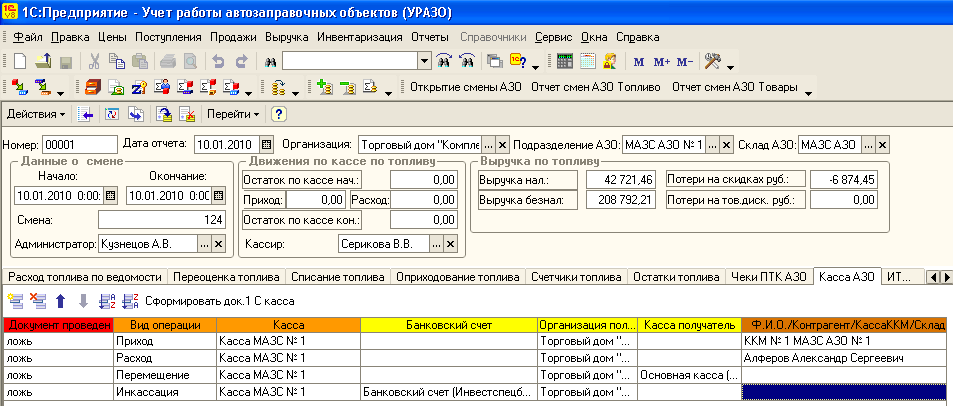 1С:Предприятие - Учет работы автозаправочных объектов (УРАЗО)
Файл Правка Цены Поступления Продажи Выручка Инвентаризация Отчеты Справочники Сервис Окна Справка
М М+ М−
Открытие смены АЗО Отчет смен АЗО Топливо Отчет смен АЗО Товары
Действия Перейти
Номер: 00001 Дата отчета: 10.01.2010 Организация: Торговый дом "Компле ... Подразделение АЗО: МАЗС АЗО № 1 ... Склад АЗО: МАЗС АЗО ...
Данные о смене Движения по кассе по топливу Выручка по топливу
Начало: Окончание: Остаток по кассе нач.: 0,00 Выручка нал.: 42 721,46 Потери на скидках руб.: -6 874,45
10.01.2010 0:00: 10.01.2010 0:00 Приход: 0,00 Расход: 0,00 Выручка безнал: 208 792,21 Потери на тов.диск. руб.: 0,00
Смена: 124 Остаток по кассе кон.: 0,00
Администратор: Кузнецов А.В. ... Кассир: Серикова В.В. ...
Расход топлива по ведомости Переоценка топлива Списание топлива Оприходование топлива Счетчики топлива Остатки топлива Чеки ПТК АЗО Касса АЗО ИТ...
Сформировать док.1 С касса
Документ проведен Вид операции Касса Банковский счет Организация пол... Касса получатель Ф.И.О./Контрагент/КассаККМ/Склад
ложь Приход Касса МАЗС № 1 Торговый дом "... ККМ № 1 МАЗС АЗО № 1
ложь Расход Касса МАЗС № 1 Торговый дом "... Алферов Александр Сергеевич
ложь Перемещение Касса МАЗС № 1 Торговый дом "... Основная касса (...
ложь Инкассация Касса МАЗС № 1 Банковский счет (Инвестспецб... Торговый дом "...